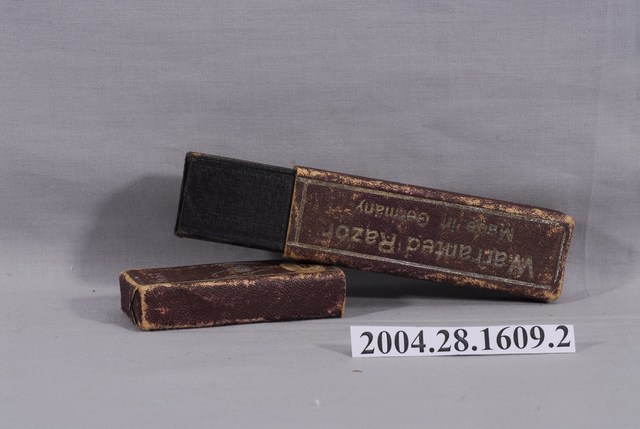 Warranted Razor
Made in Germany
2004.28.1609.2